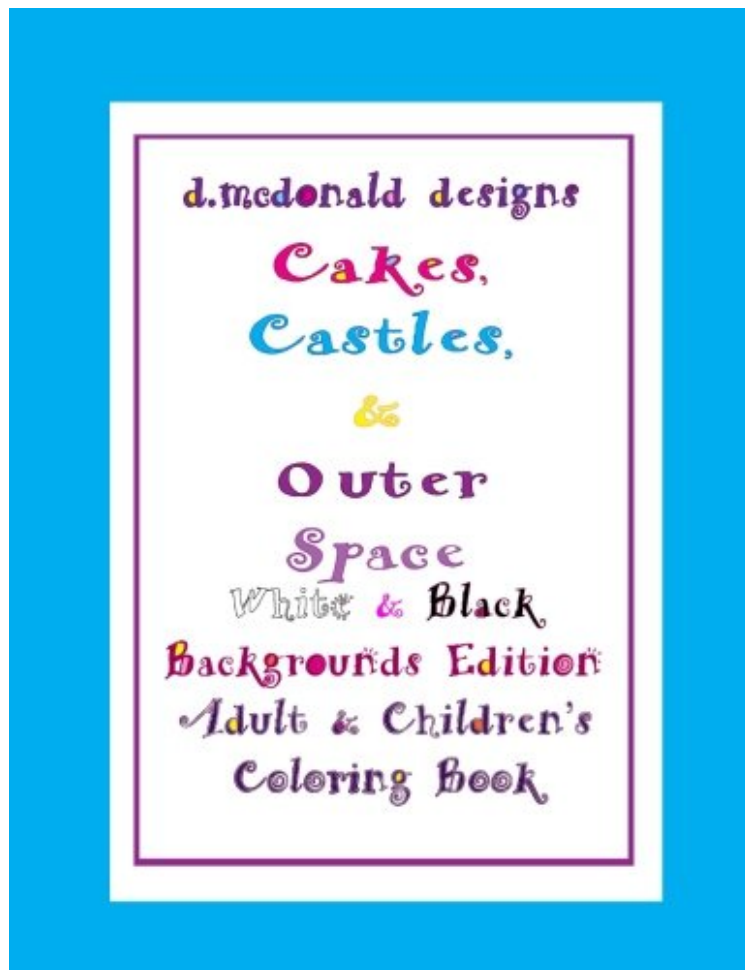 d.mcdonald designs
Cakes,
Castles,
&
Outer
Space
White & Black
Backgrounds Edition
Adult & Children's
Coloring Book